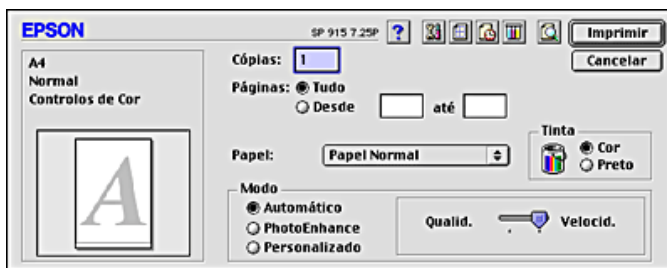 EPSON
SP 915 7.25P
?
Imprimir
Cancelar
A4
Normal
Controlos de Cor
A
Cópias: 1
Páginas: Tudo
Desde até
Papel: Papel Normal
Tinta
Cor
Preto
Modo
Automático
PhotoEnhance
Personalizado
Qualid. Velocid.